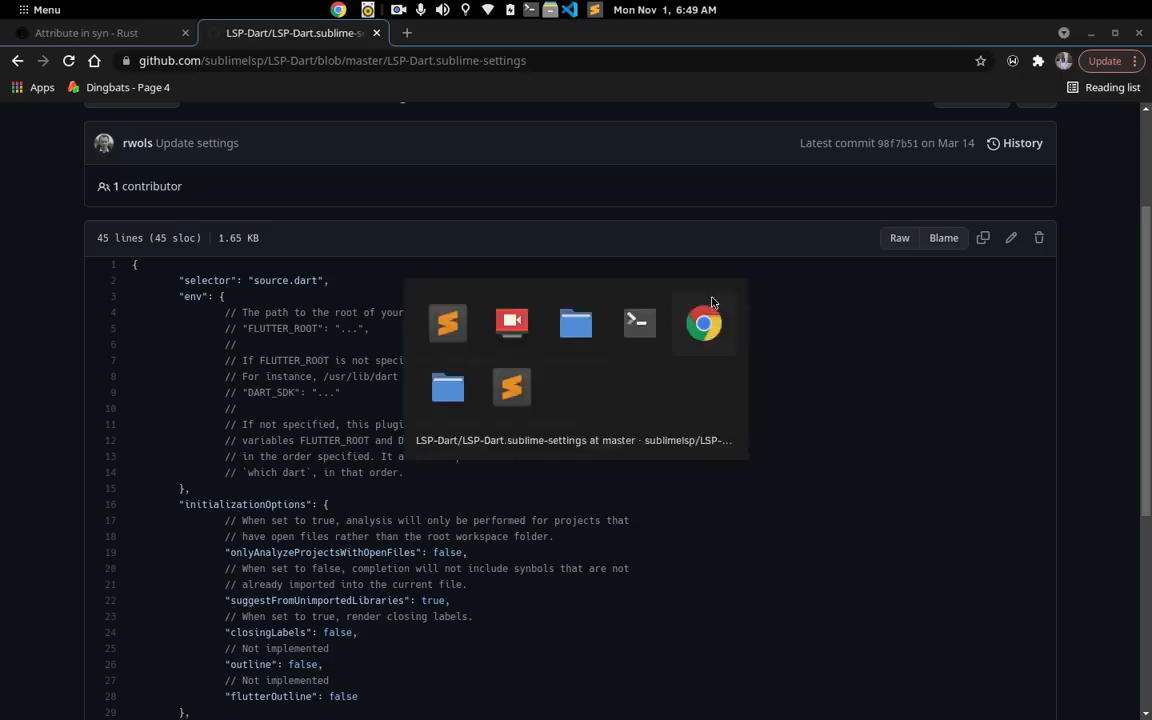 Menu
Mon Nov 1, 6:49 AM
Attribute in syn - Rust
LSP-Dart/LSP-Dart.sublime-s
github.com/sublimelsp/LSP-Dart/blob/master/LSP-Dart.sublime-settings
Update
Apps
Dingbats - Page 4
Reading list
rwols Update settings
Latest commit 98f7b51 on Mar 14
History
1 contributor
45 lines (45 sloc) | 1.65 KB
Raw
Blame
1 {
2 "selector": "source.dart",
3 "env": {
4 // The path to the root of your
5 // "FLUTTER_ROOT": "...",
6 //
7 // If FLUTTER_ROOT is not speci
8 // For instance, /usr/lib/dart
9 // "DART_SDK": "..."
10 //
11 // If not specified, this plugi
12 // variables FLUTTER_ROOT and D
13 // in the order specified. It a
14 // `which dart`, in that order.
15 },
16 "initializationOptions": {
17 // When set to true, analysis will only be performed for projects that
18 // have open files rather than the root workspace folder.
19 "onlyAnalyzeProjectsWithOpenFiles": false,
20 // When set to false, completion will not include synbols that are not
21 // already imported into the current file.
22 "suggestFromUnimportedLibraries": true,
23 // When set to true, render closing labels.
24 "closingLabels": false,
25 // Not implemented
26 "outline": false,
27 // Not implemented
28 "flutterOutline": false
29 },
LSP-Dart/LSP-Dart.sublime-settings at master · sublimelsp/LSP-...